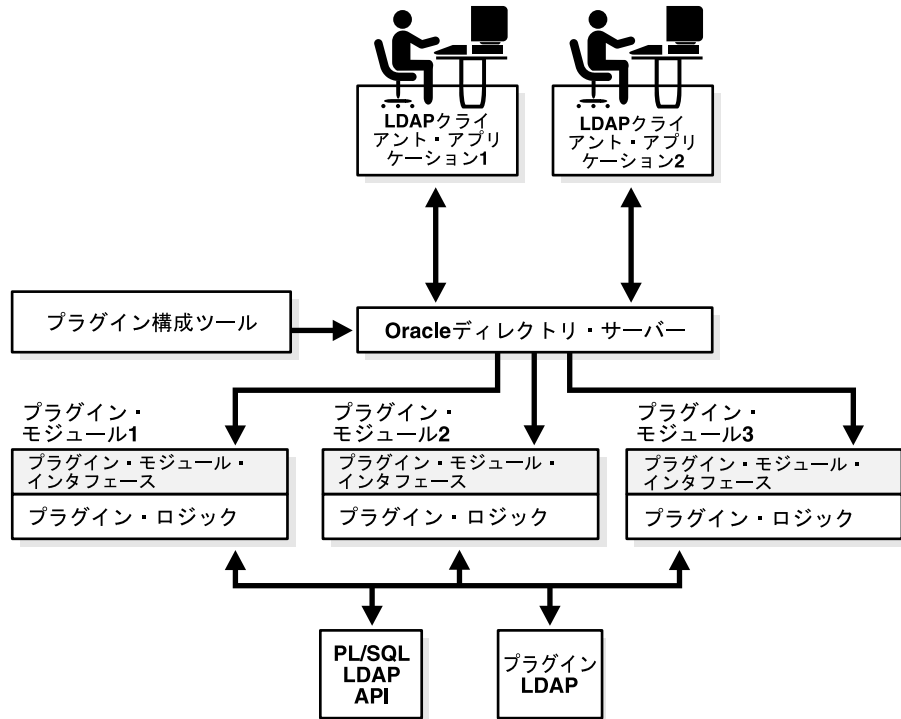 LDAPクライ
アント・アプリ
ケーション1
LDAPクライ
アント・アプリ
ケーション2
プラグイン構成ツール
Oracleディレクトリ・サーバー
プラグイン・
モジュール1
プラグイン・モジュール・
インタフェース
プラグイン・ロジック
プラグイン・
モジュール2
プラグイン・モジュール・
インタフェース
プラグイン・ロジック
プラグイン・
モジュール3
プラグイン・モジュール・
インタフェース
プラグイン・ロジック
PL/SQL
LDAP
API
プラグイン
LDAP